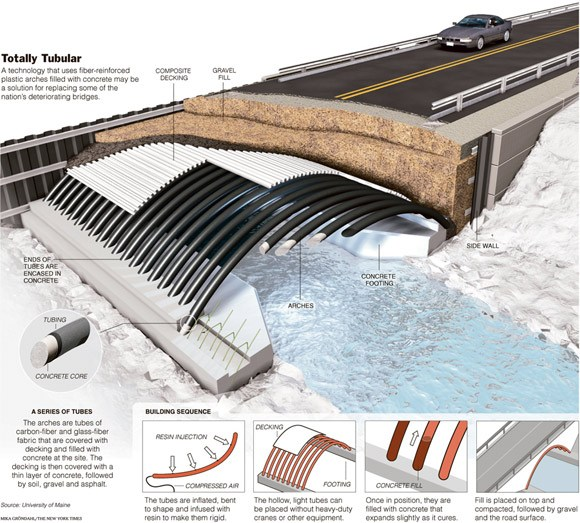 Totally Tubular
A technology that uses fiber-reinforced
plastic arches filled with concrete may be
a solution for replacing some of the
nation's deteriorating bridges.
COMPOSITE
DECKING
GRAVEL
FILL
SIDE WALL
ENDS OF
TUBES ARE
ENCASED IN
CONCRETE
CONCRETE
FOOTING
ARCHES
TUBING
CONCRETE CORE
A SERIES OF TUBES
The arches are tubes of
carbon-fiber and glass-fiber
fabric that are covered with
decking and filled with
concrete at the site. The
decking is then covered with a
thin layer of concrete, followed
by soil, gravel and asphalt.
Source: University of Maine
MIKA GRÖNDAHL/THE NEW YORK TIMES
BUILDING SEQUENCE
RESIN INJECTION
COMPRESSED AIR
The tubes are inflated, bent
to shape and infused with
resin to make them rigid.
DECKING
FOOTING
The hollow, light tubes can
be placed without heavy-duty
cranes or other equipment.
CONCRETE FILL
Once in position, they are
filled with concrete that
expands slightly as it cures.
Fill is placed on top and
compacted, followed by gravel
and the road surface.